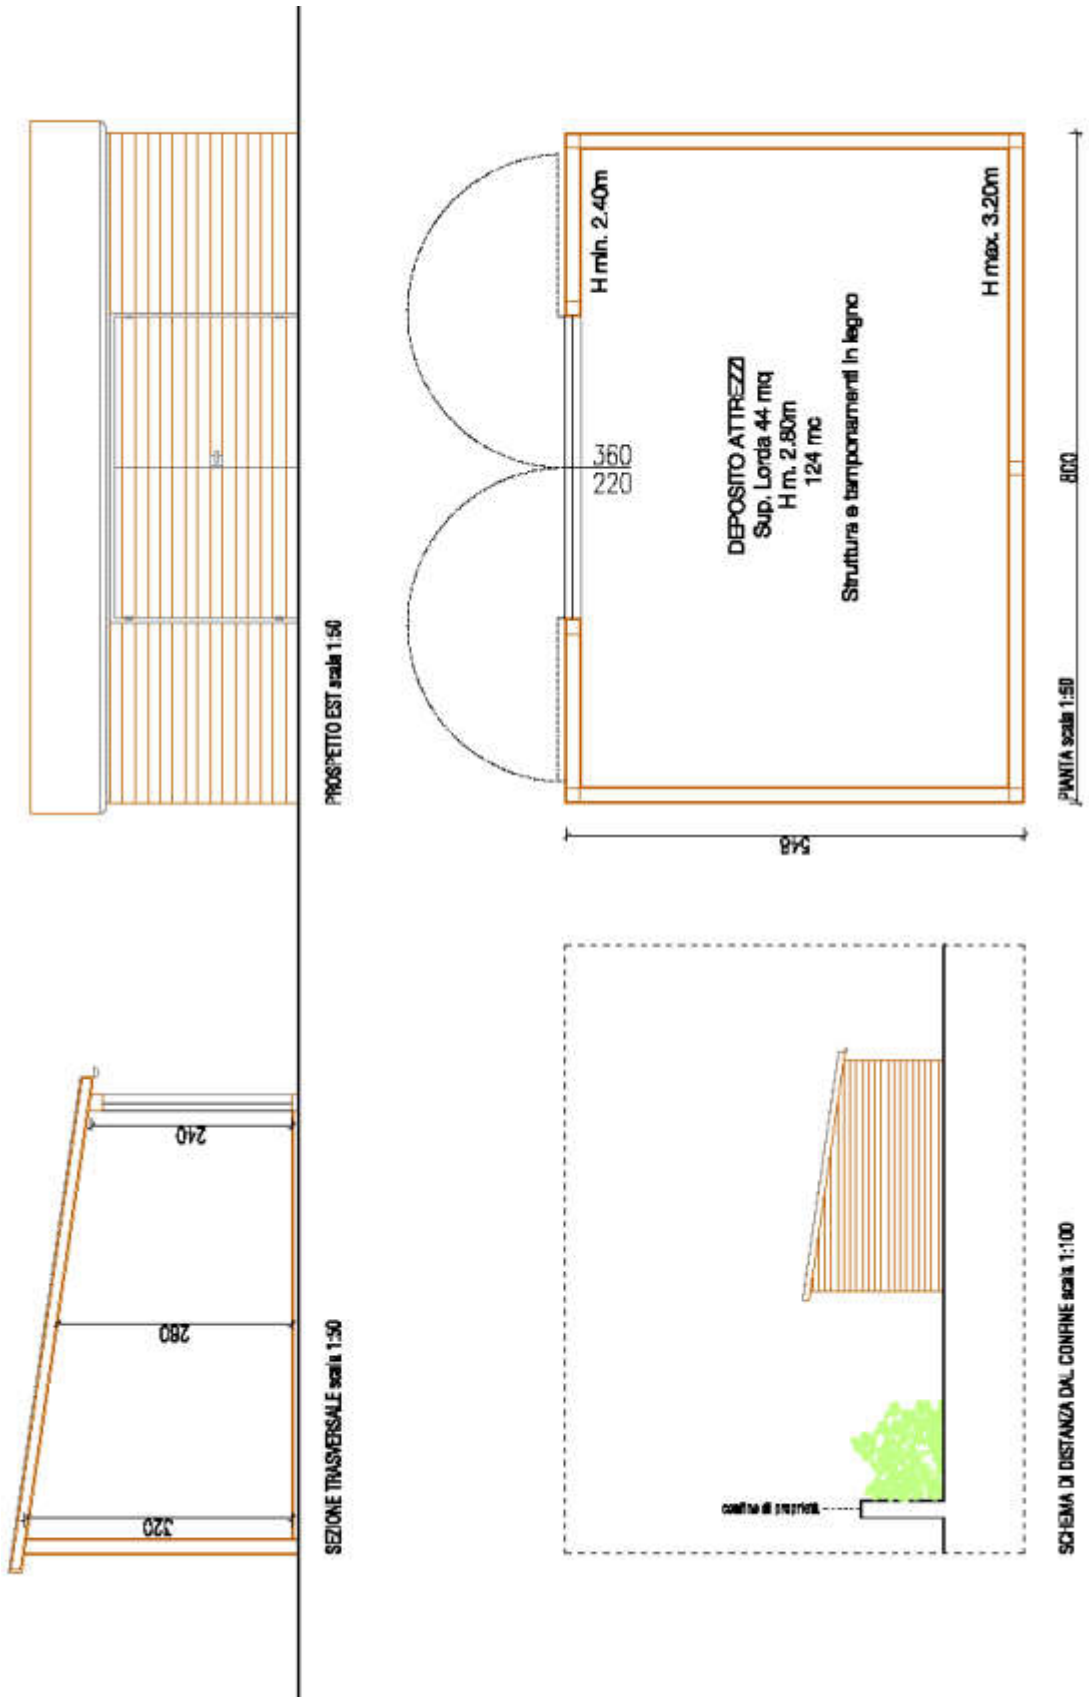 SEZIONE TRASVERSALE scala 1:50
320
280
240
PROSPETTO EST scala 1:50
SCHEMA DI DISTANZA DAL CONFINE scala 1:100
confine di proprietà
PIANTA scala 1:50
548
800
360
220
H min. 2.40m
DEPOSITO ATTREZZI
Sup. Lorda 44 mq
H m. 2.80m
124 mc
Struttura e tamponamenti in legno
H max. 3.20m